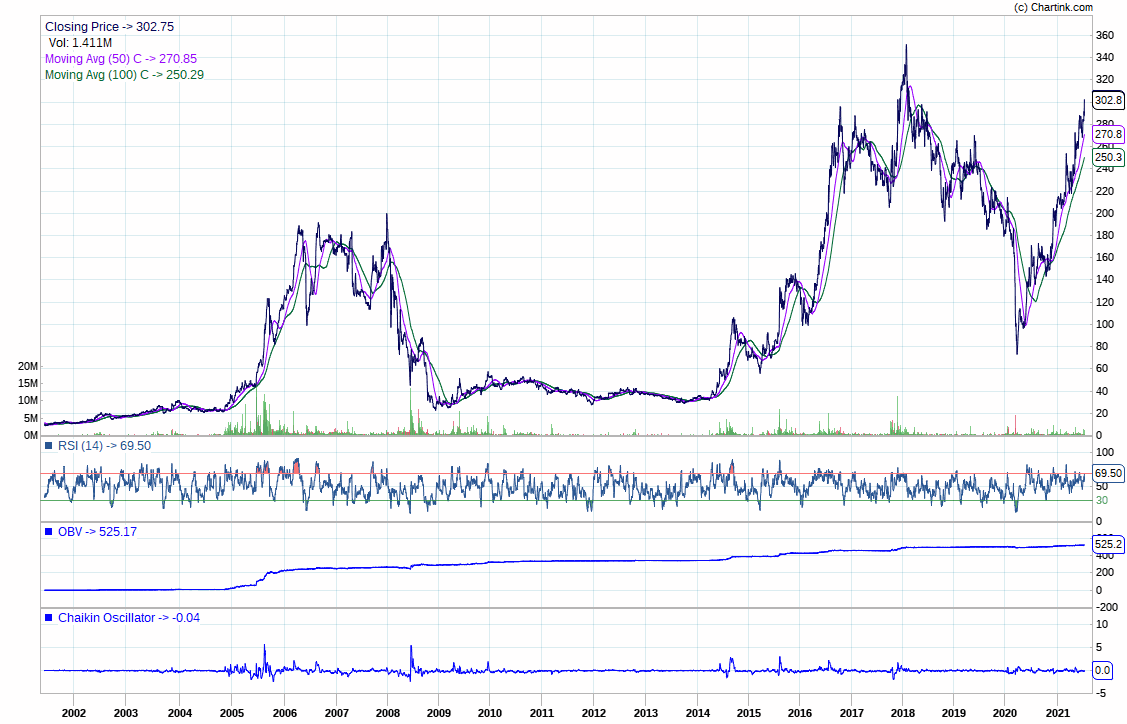 (c) Chartink.com
Closing Price -> 302.75
Vol: 1.411M
Moving Avg (50) C -> 270.85
Moving Avg (100) C -> 250.29
360
340
320
302.8
280
270.8
260
250.3
240
220
200
180
160
140
120
100
80
60
40
20
0
20M
15M
10M
5M
0M
RSI (14) -> 69.50
100
69.50
50
30
0
OBV -> 525.17
525.2
400
200
0
-200
Chaikin Oscillator -> -0.04
10
5
0.0
-5
2002 2003 2004 2005 2006 2007 2008 2009 2010 2011 2012 2013 2014 2015 2016 2017 2018 2019 2020 2021